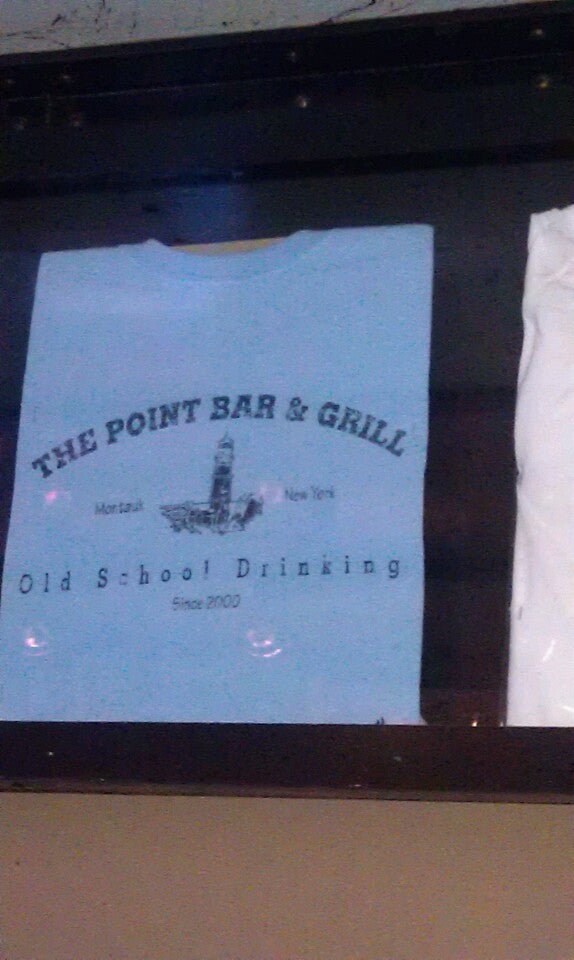 THE POINT BAR & GRILL
Montauk New York
Old School Drinking
Since 2000